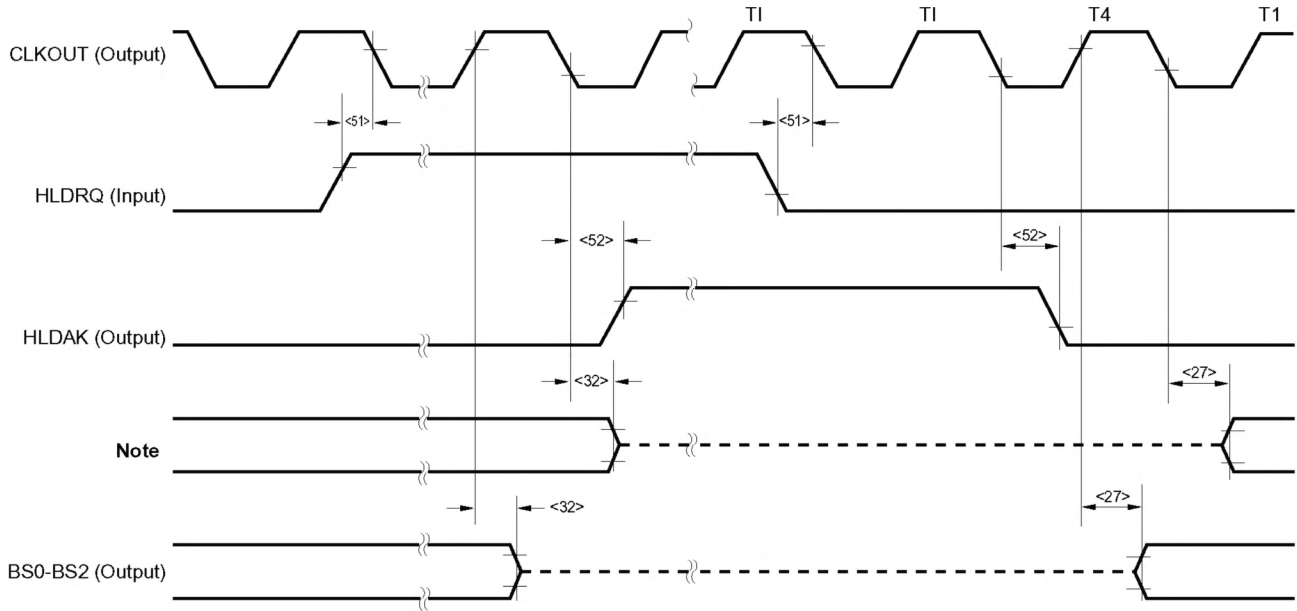 TI TI T4 T1
CLKOUT (Output)
<51> <51>
HLDRQ (Input)
<52> <52>
HLDAK (Output)
<32> <27>
Note
<32> <27>
BS0-BS2 (Output)